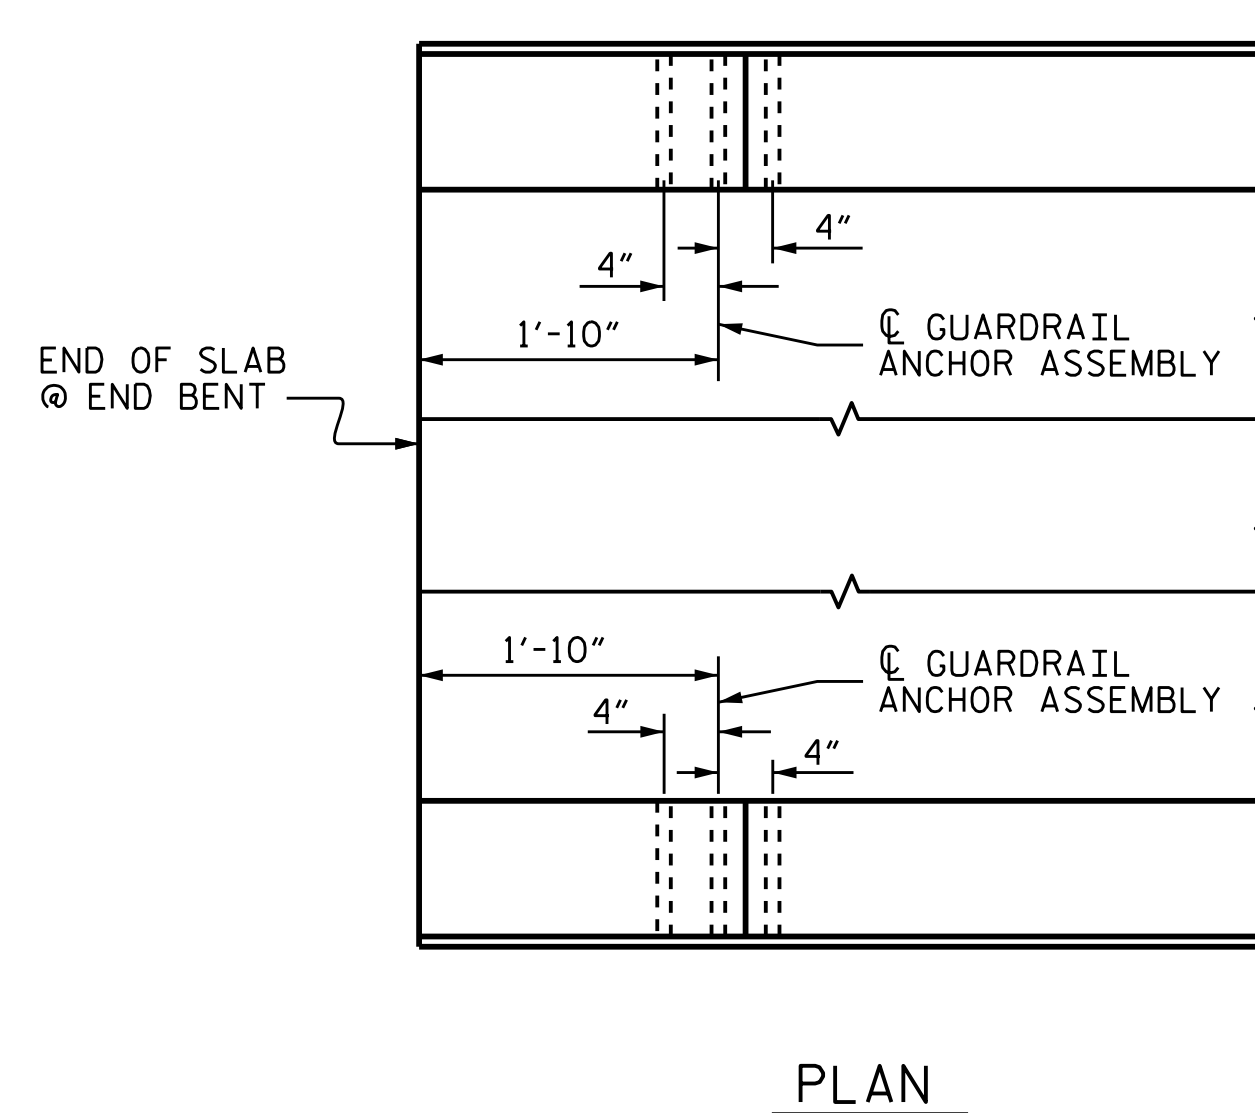 4"
4"
1'-10"
℄ GUARDRAIL
ANCHOR ASSEMBLY
END OF SLAB
@ END BENT
1'-10"
℄ GUARDRAIL
ANCHOR ASSEMBLY
4"
4"
PLAN